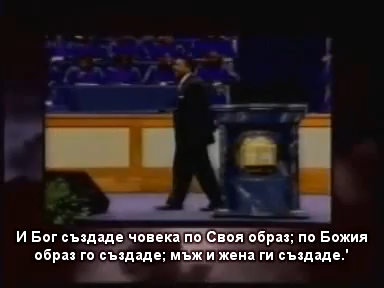 И Бог създаде човека по Своя образ; по Божия
образ го създаде; мъж и жена ги създаде.'